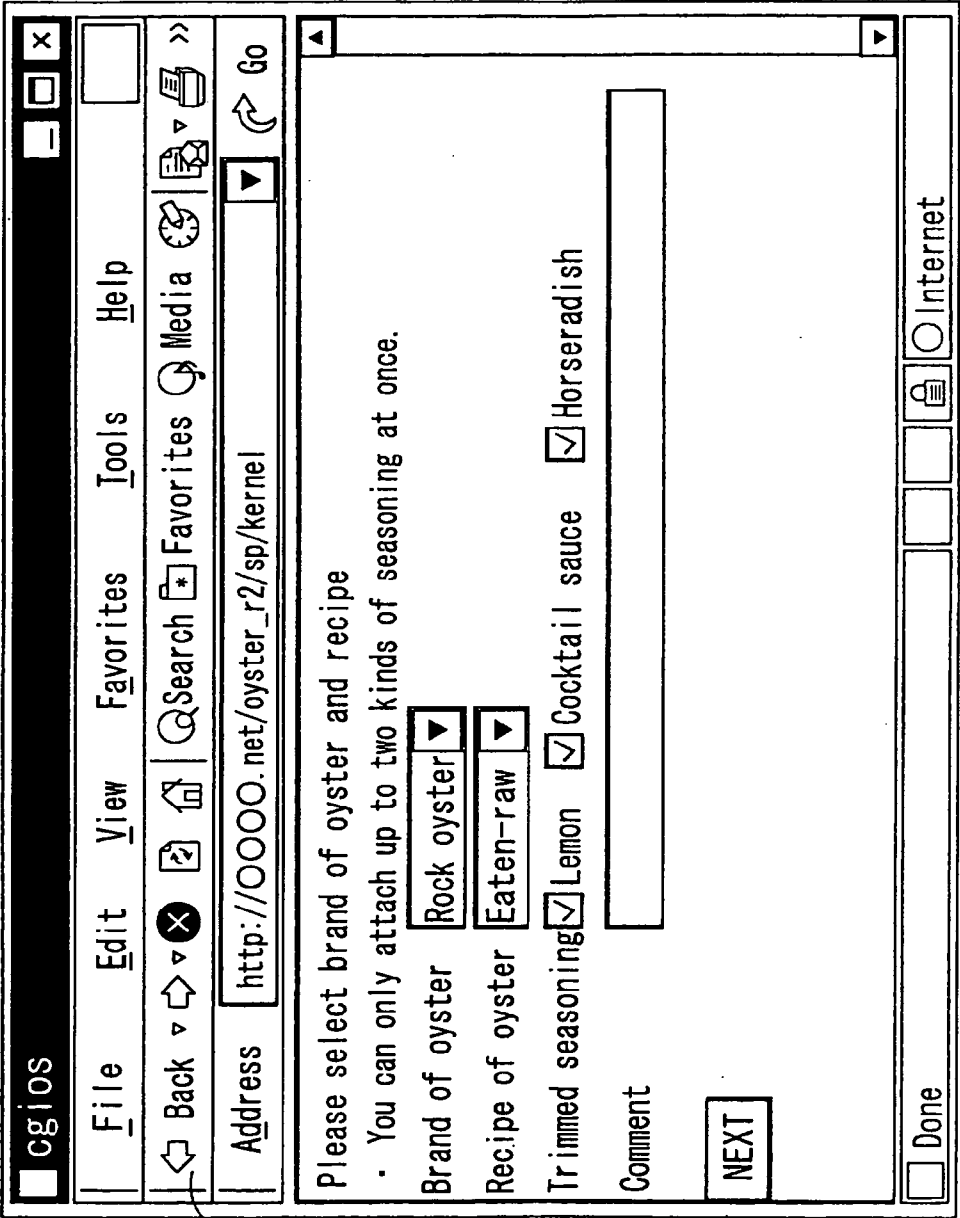 cgios
File Edit View Favorites Tools Help
Back Search Favorites Media
Address http://○○○○.net/oyster_r2/sp/kernel Go
Please select brand of oyster and recipe
・ You can only attach up to two kinds of seasoning at once.
Brand of oyster Rock oyster
Recipe of oyster Eaten-raw
Trimmed seasoning Lemon Cocktail sauce Horseradish
Comment
NEXT
Done Internet